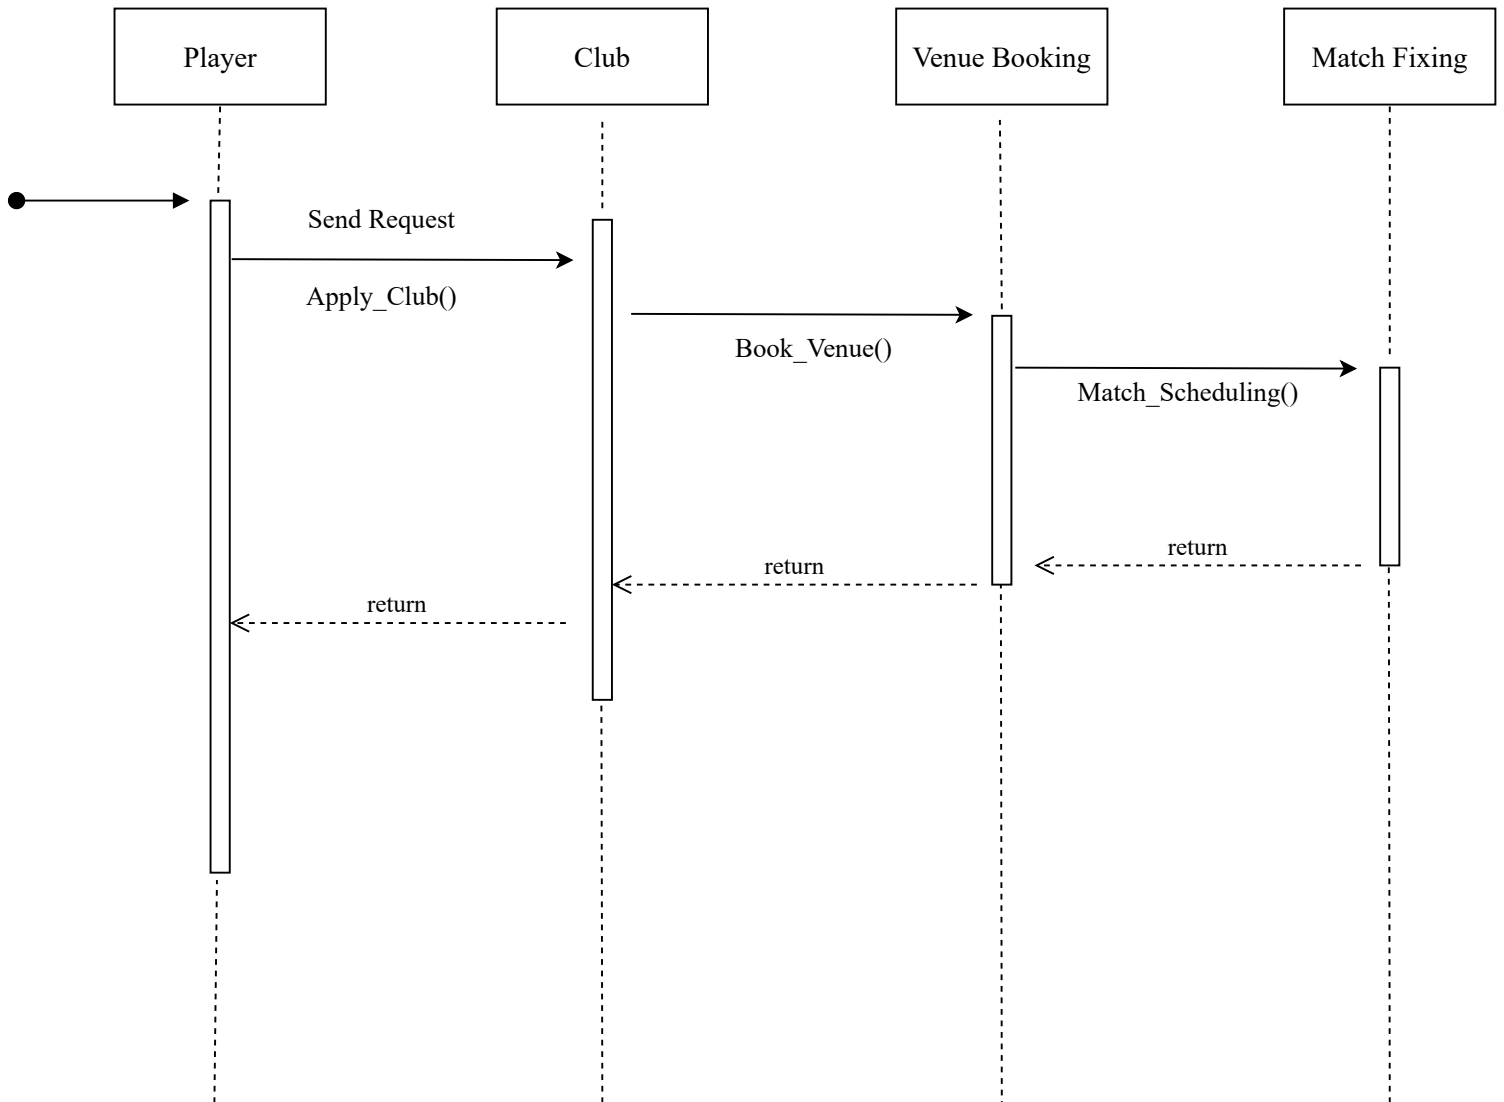 Player
Club
Venue Booking
Match Fixing
Send Request
Apply_Club()
Book_Venue()
Match_Scheduling()
return
return
return